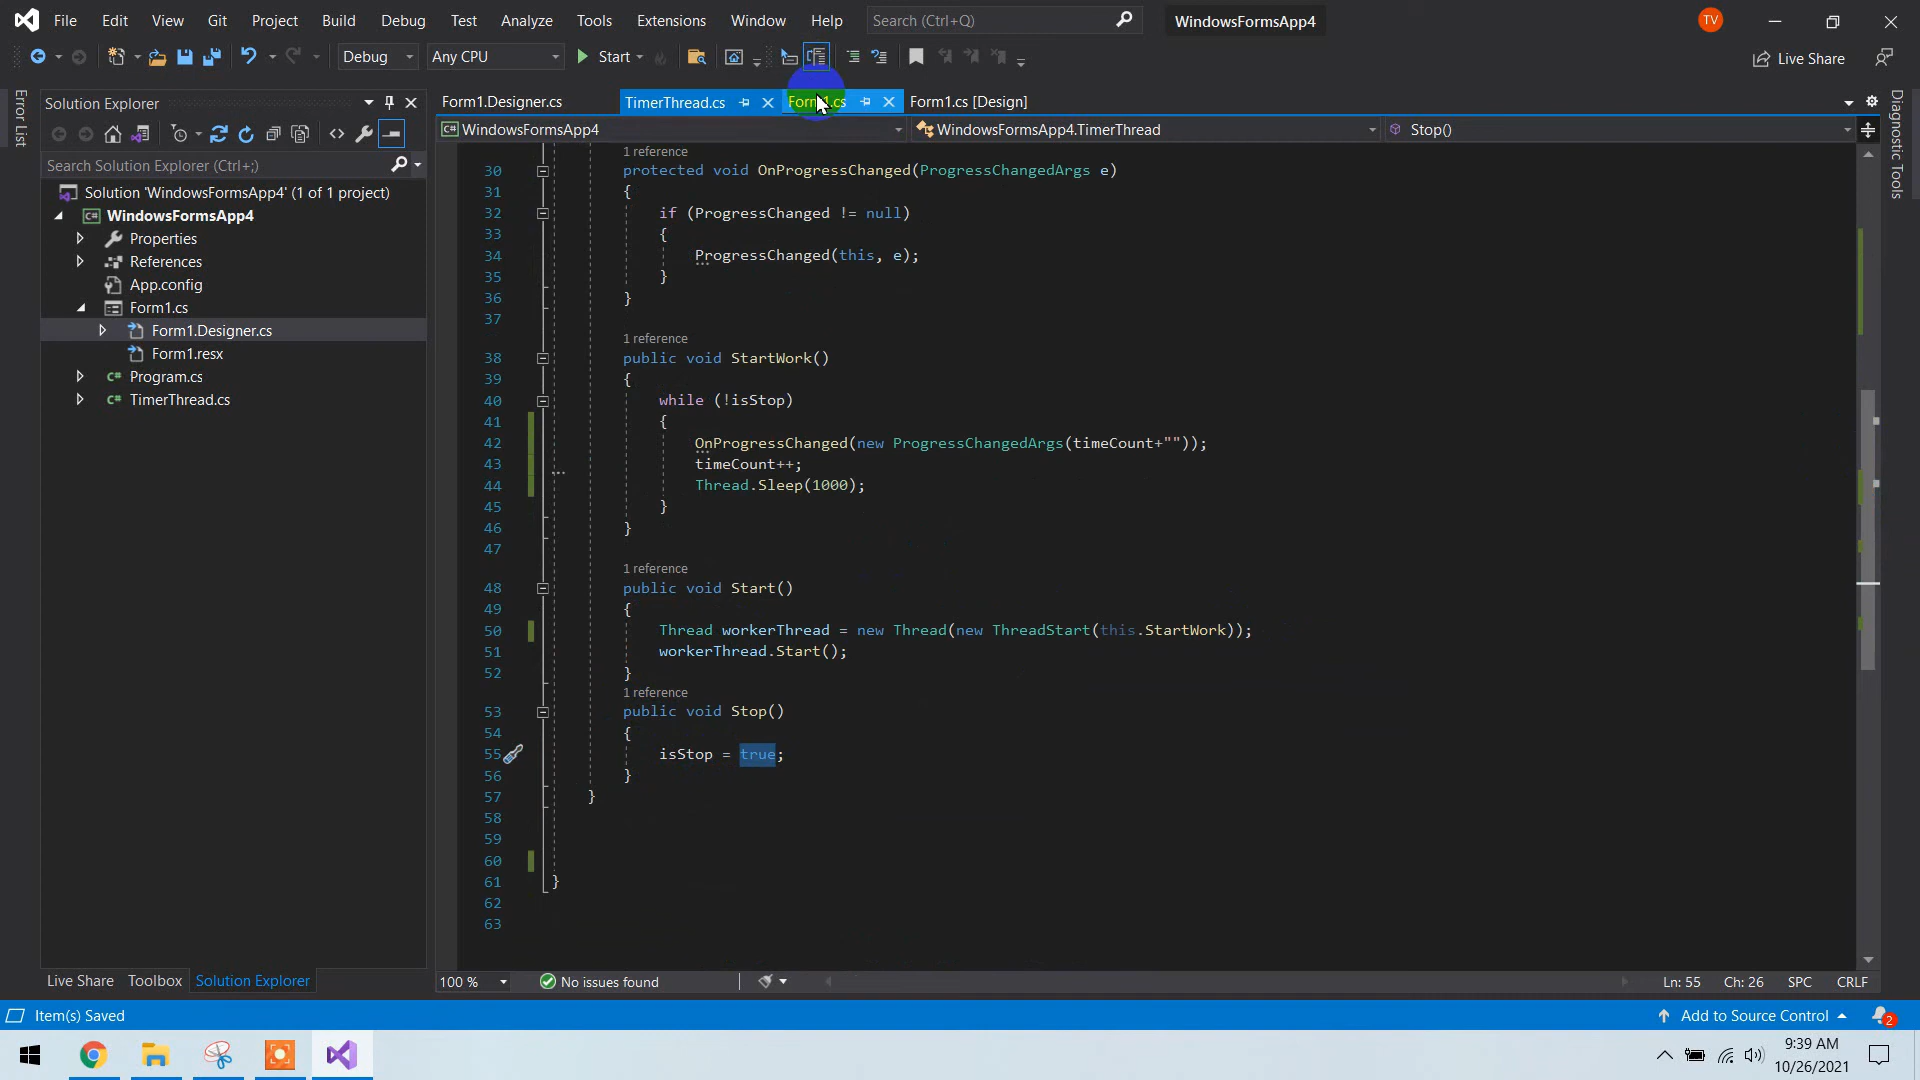 File Edit View Git Project Build Debug Test Analyze Tools Extensions Window Help Search (Ctrl+Q) WindowsFormsApp4 TV
Debug Any CPU Start Live Share
Error List
Solution Explorer
Search Solution Explorer (Ctrl+;)
Solution 'WindowsFormsApp4' (1 of 1 project)
WindowsFormsApp4
Properties
References
App.config
Form1.cs
Form1.Designer.cs
Form1.resx
Program.cs
TimerThread.cs
Live Share Toolbox Solution Explorer
Form1.Designer.cs TimerThread.cs Form1.cs Form1.cs [Design]
WindowsFormsApp4 WindowsFormsApp4.TimerThread Stop()
1 reference
30 protected void OnProgressChanged(ProgressChangedArgs e)
31 {
32 if (ProgressChanged != null)
33 {
34 ProgressChanged(this, e);
35 }
36 }
37
1 reference
38 public void StartWork()
39 {
40 while (!isStop)
41 {
42 OnProgressChanged(new ProgressChangedArgs(timeCount+""));
43 timeCount++;
44 Thread.Sleep(1000);
45 }
46 }
47
1 reference
48 public void Start()
49 {
50 Thread workerThread = new Thread(new ThreadStart(this.StartWork));
51 workerThread.Start();
52 }
1 reference
53 public void Stop()
54 {
55 isStop = true;
56 }
57 }
58
59
60
61 }
62
63
Diagnostic Tools
100 % No issues found Ln: 55 Ch: 26 SPC CRLF
Item(s) Saved Add to Source Control 2
9:39 AM
10/26/2021